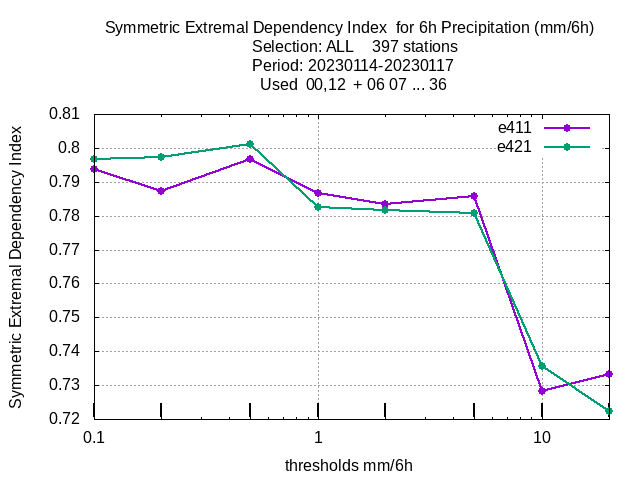 Symmetric Extremal Dependency Index  for 6h Precipitation (mm/6h)
Selection: ALL    397 stations
Period: 20230114-20230117
Used  00,12  + 06 07 ... 36
Symmetric Extremal Dependency Index
0.81
0.8
0.79
0.78
0.77
0.76
0.75
0.74
0.73
0.72
e411
e421
0.1 1 10
thresholds mm/6h